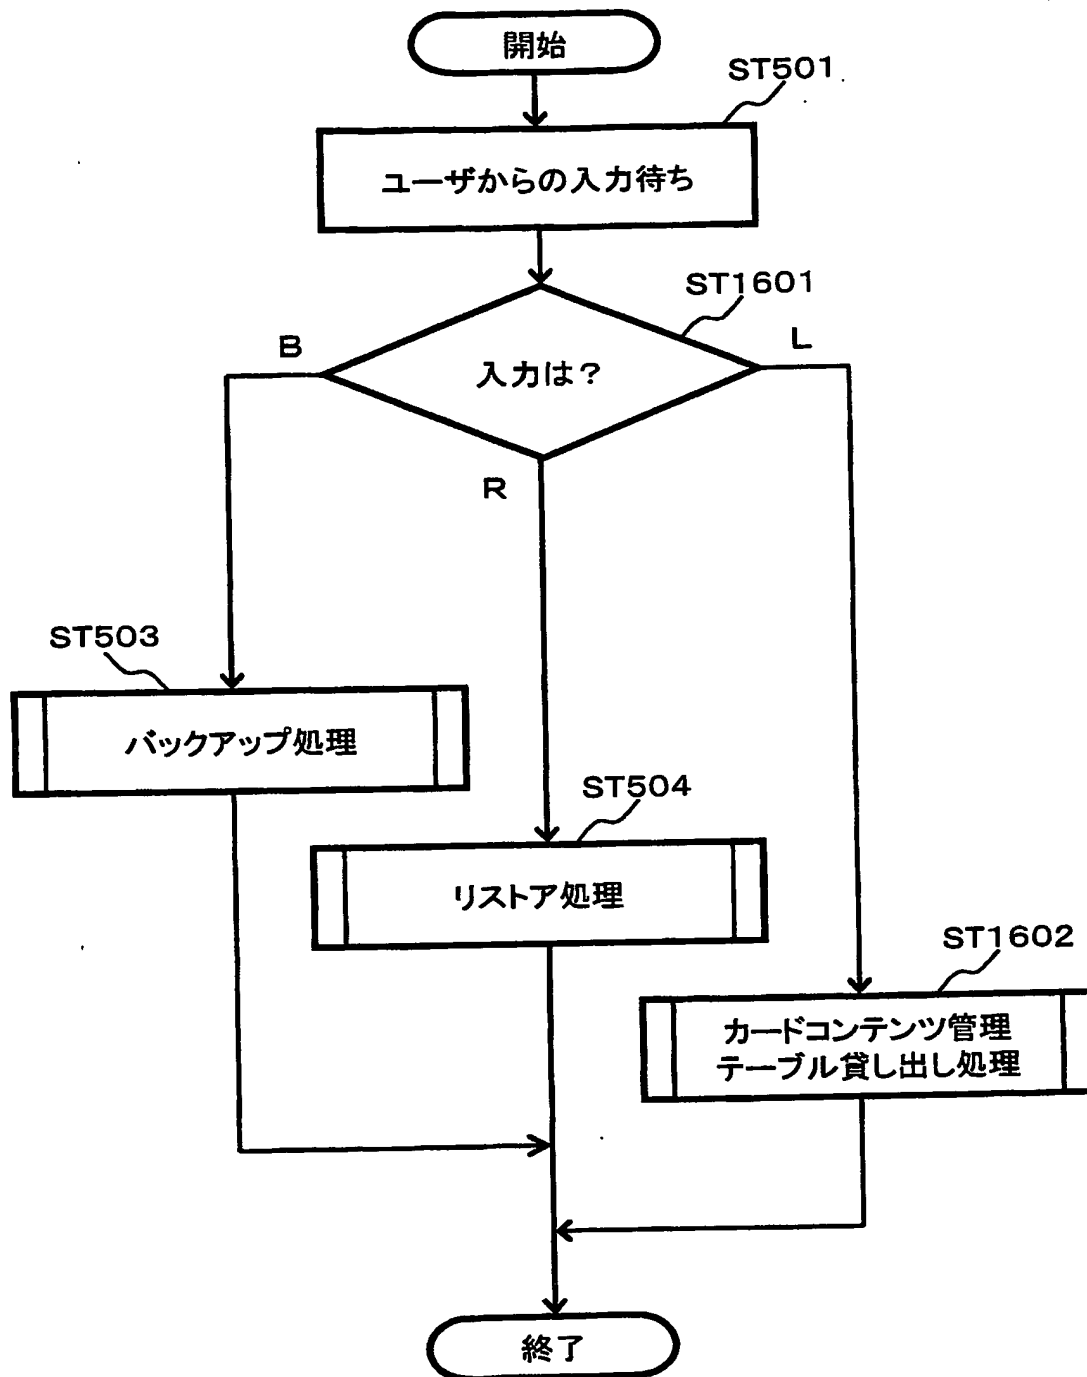 開始
ST501
ユーザからの入力待ち
ST1601
B
入力は?
L
R
ST503
バックアップ処理
ST504
リストア処理
ST1602
カードコンテンツ管理
テーブル貸し出し処理
終了